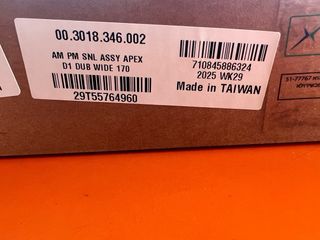 00.3018.346.002
AM PM SNL ASSY APEX
D1 DUB WIDE 170
29T55764960
710845886324
2025 WK29
Made in TAIWAN